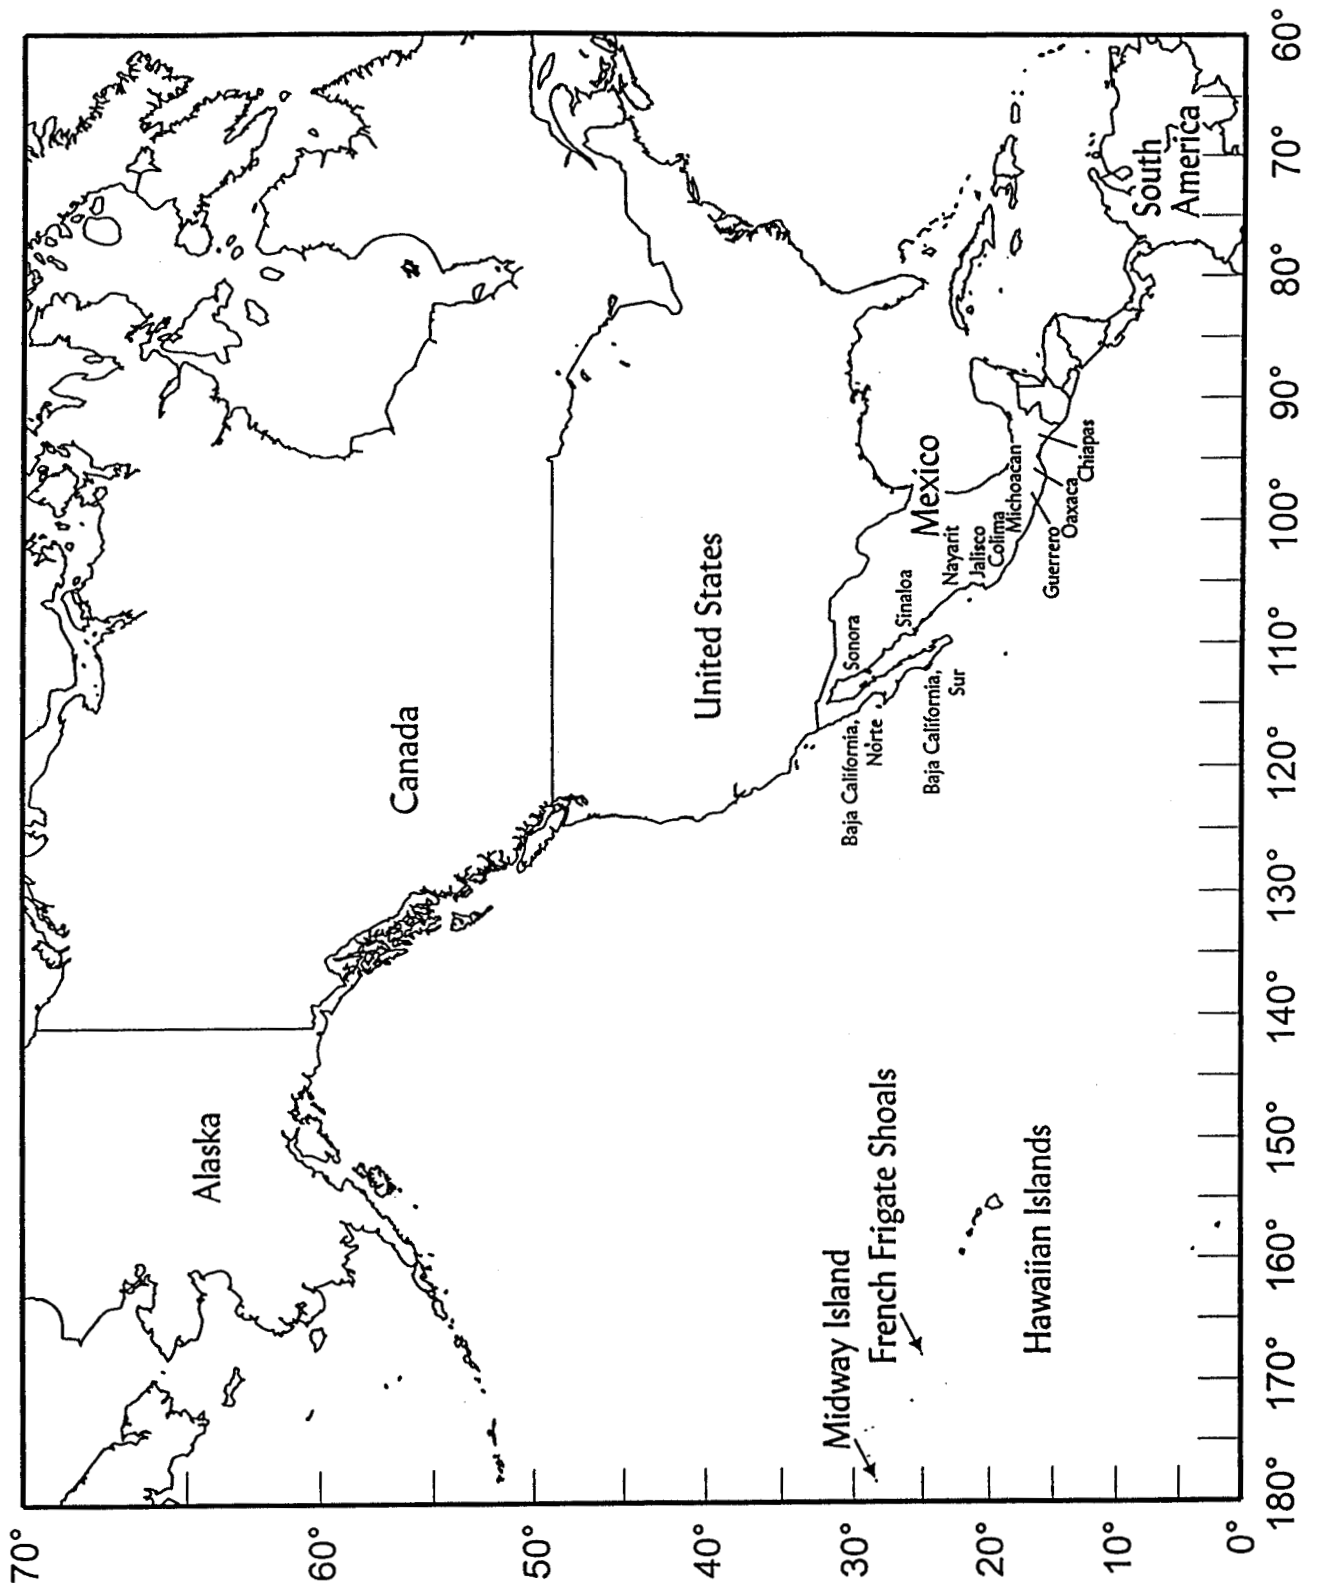 Alaska
Canada
United States
Mexico
South
America
Baja California,
Norte
Baja California,
Sur
Sonora
Sinaloa
Nayarit
Jalisco
Colima
Michoacan
Guerrero
Oaxaca
Chiapas
Midway Island
French Frigate Shoals
Hawaiian Islands
70°
60°
50°
40°
30°
20°
10°
0°
180°
170°
160°
150°
140°
130°
120°
110°
100°
90°
80°
70°
60°